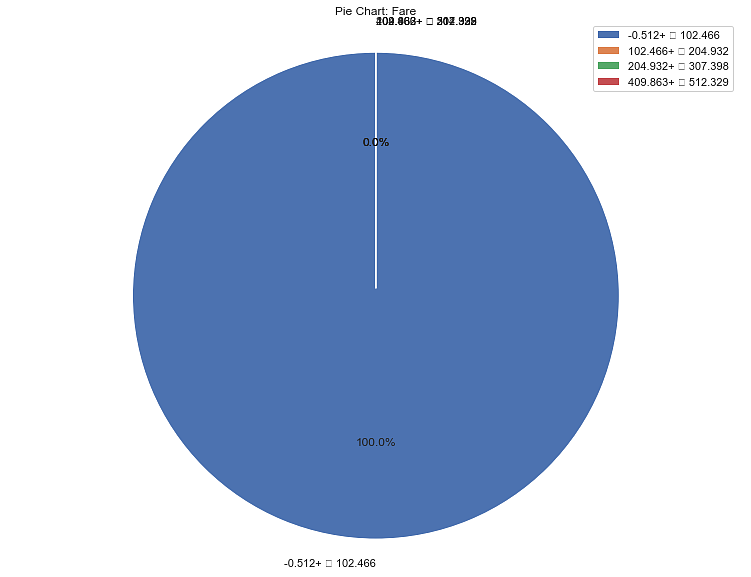 Pie Chart: Fare
-0.512+ □ 102.466
102.466+ □ 204.932
204.932+ □ 307.398
409.863+ □ 512.329
0.0%
100.0%
-0.512+ □ 102.466